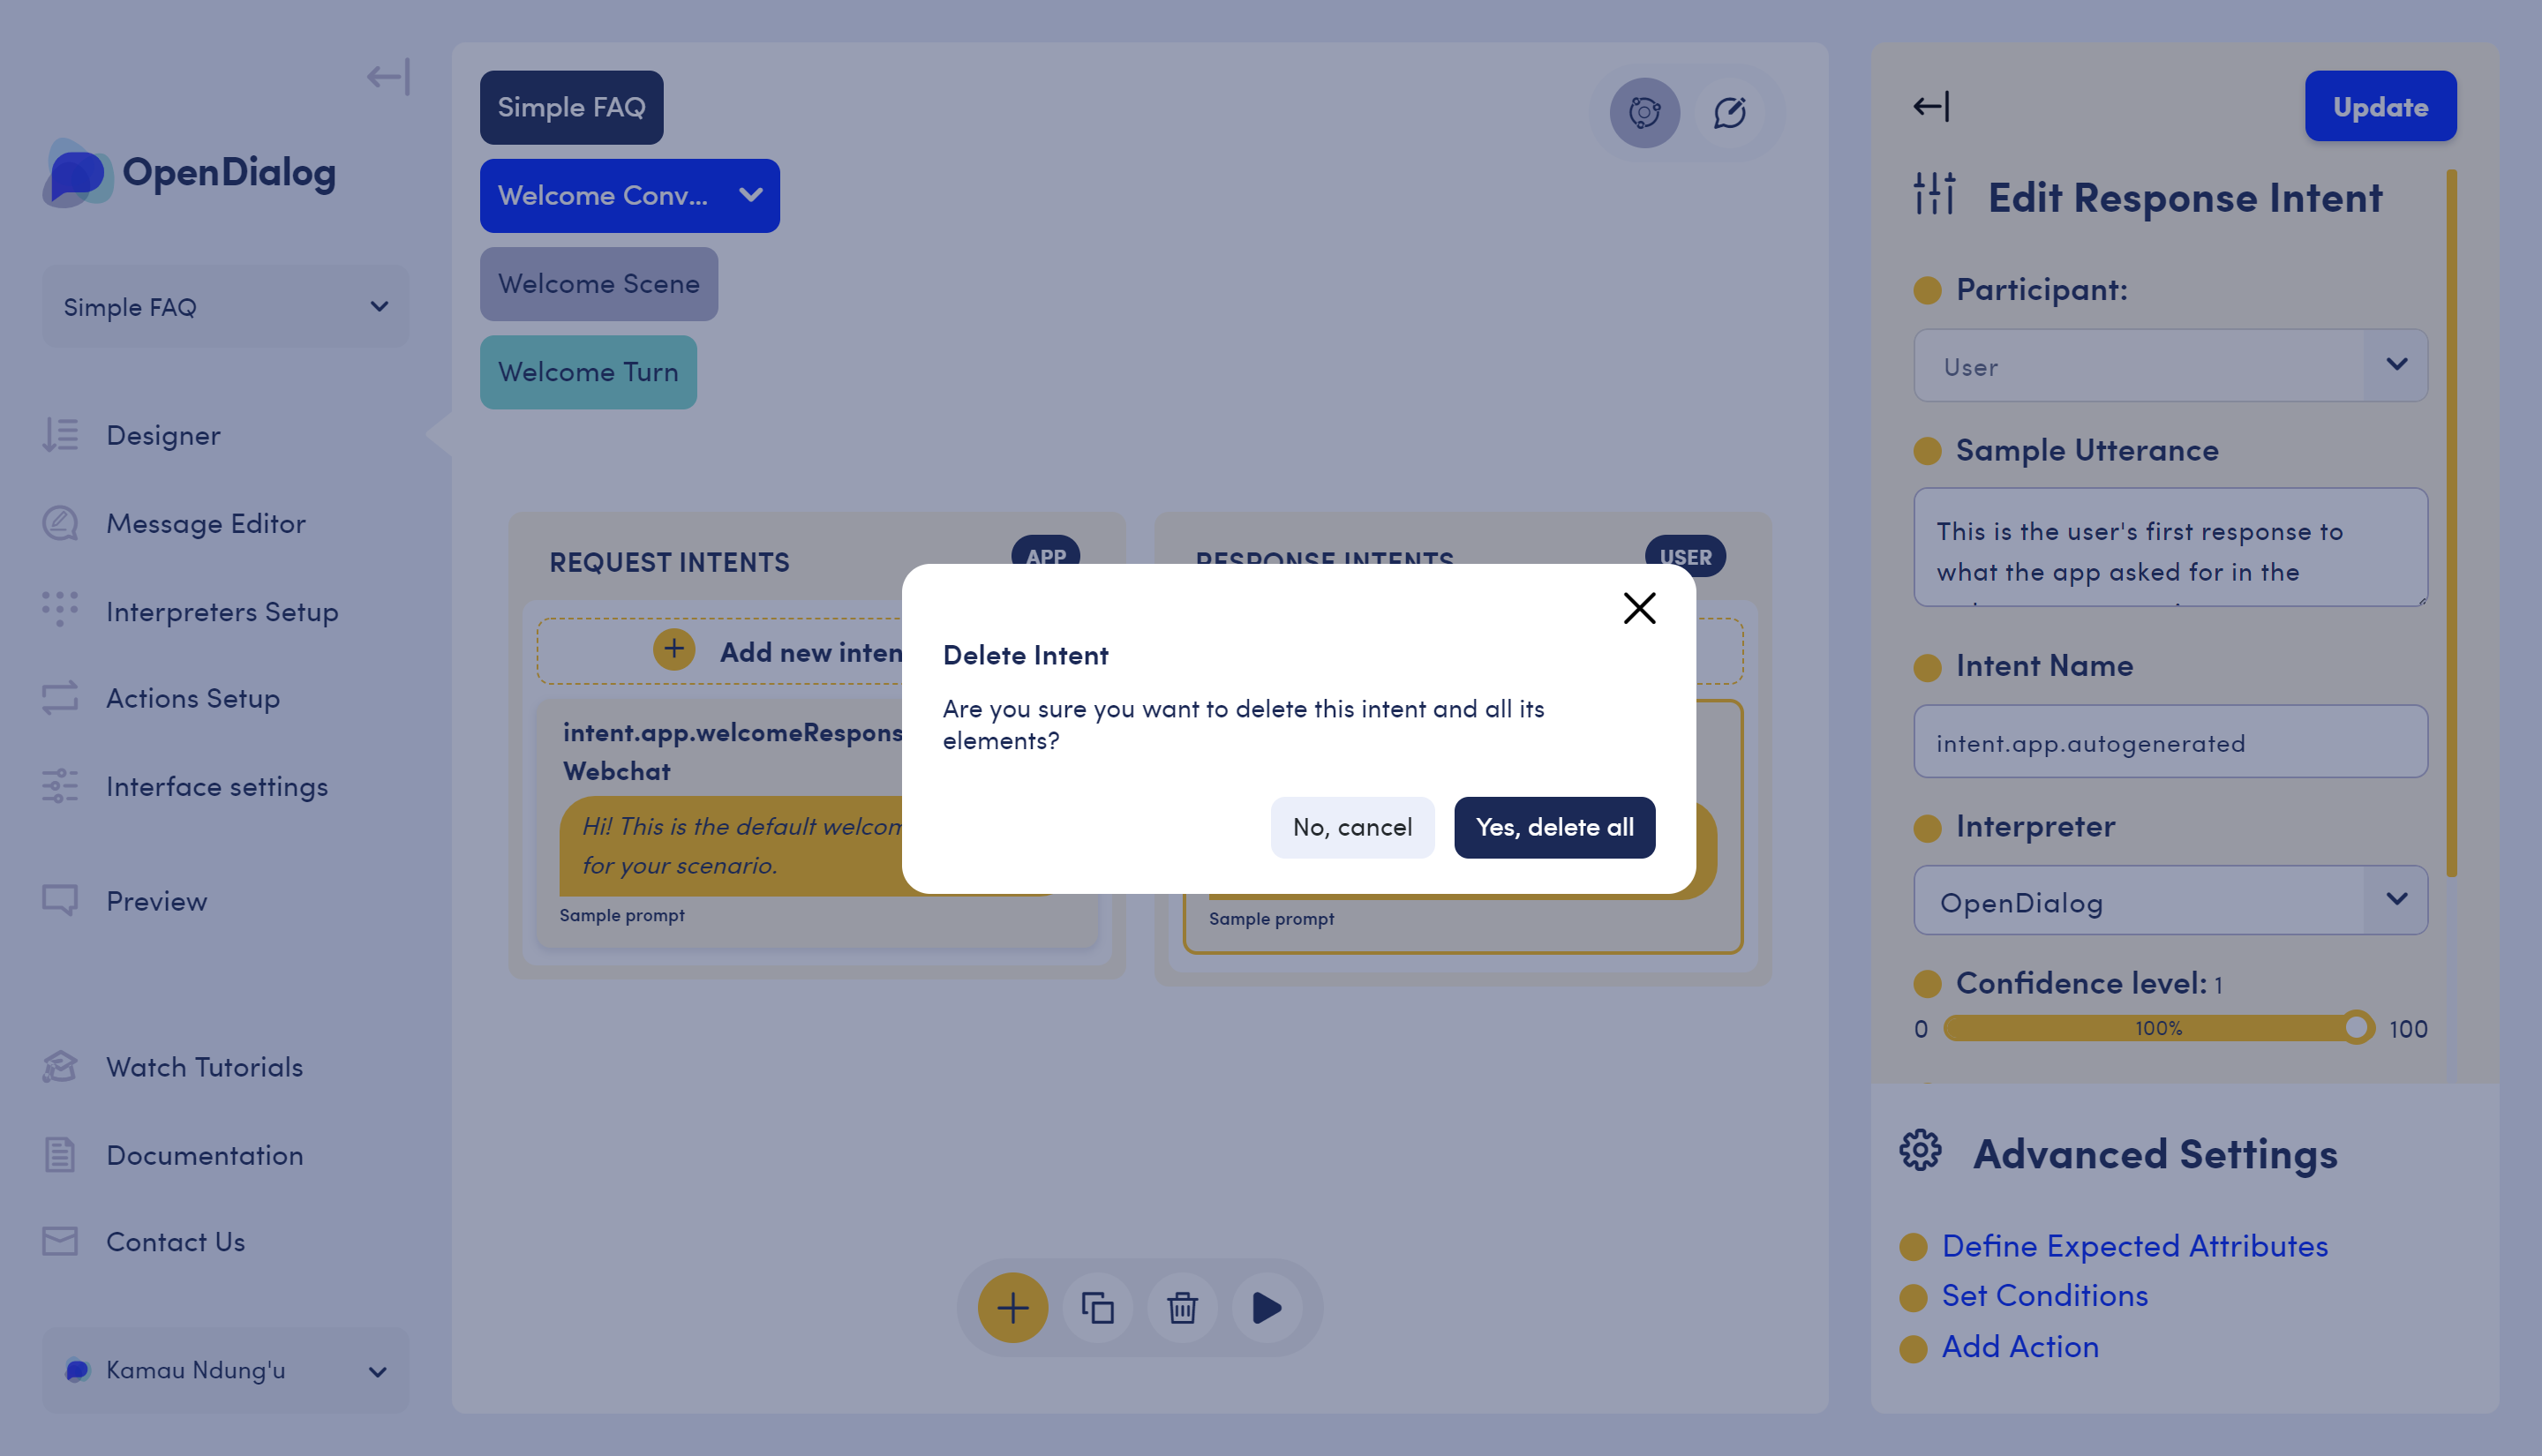 OpenDialog
Simple FAQ
Designer
Message Editor
Interpreters Setup
Actions Setup
Interface settings
Preview
Watch Tutorials
Documentation
Contact Us
Kamau Ndung'u
Simple FAQ
Welcome Conv...
Welcome Scene
Welcome Turn
REQUEST INTENTS
APP
Add new inten
intent.app.welcomeRespons
Webchat
Hi! This is the default welcom
for your scenario.
Sample prompt
RESPONSE INTENTS
USER
Sample prompt
Delete Intent
Are you sure you want to delete this intent and all its
elements?
No, cancel
Yes, delete all
Update
Edit Response Intent
Participant:
User
Sample Utterance
This is the user's first response to
what the app asked for in the
Intent Name
intent.app.autogenerated
Interpreter
OpenDialog
Confidence level: 1
0
100%
100
Advanced Settings
Define Expected Attributes
Set Conditions
Add Action